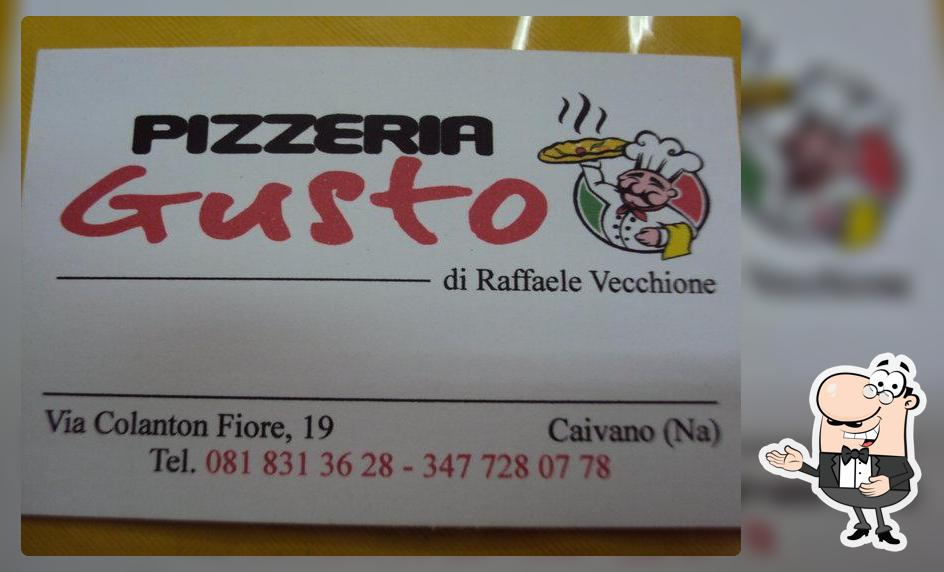 PIZZERIA
Gusto
di Raffaele Vecchione
Via Colanton Fiore, 19 Caivano (Na)
Tel. 081 831 36 28 - 347 728 07 78